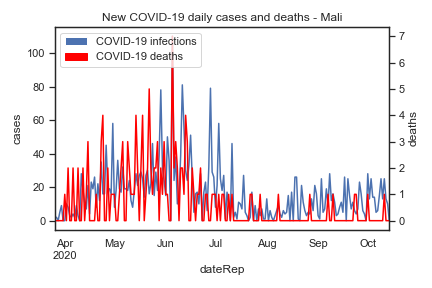 New COVID-19 daily cases and deaths - Mali
COVID-19 infections
COVID-19 deaths
cases
100
80
60
40
20
0
deaths
7
6
5
4
3
2
1
0
Apr May Jun Jul Aug Sep Oct
2020
dateRep